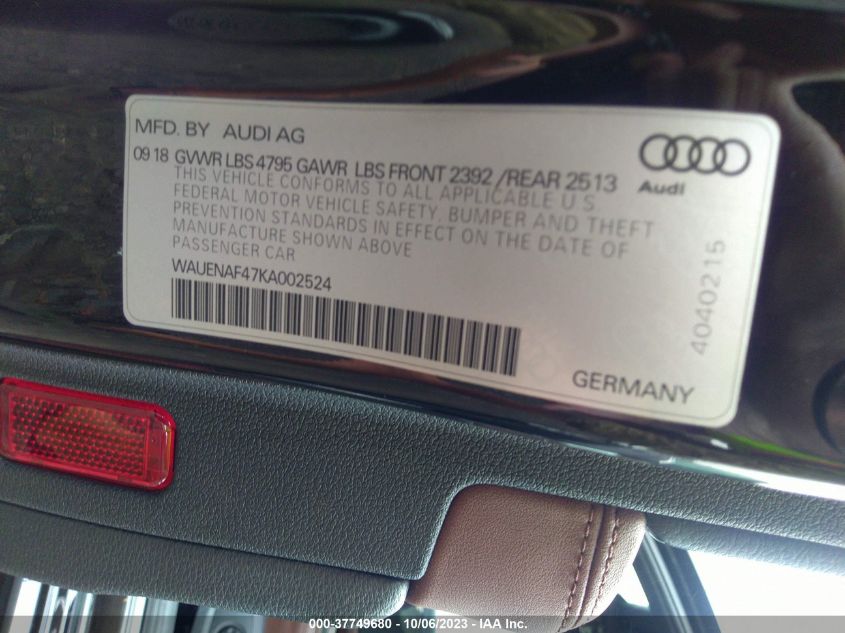 MFD. BY AUDI AG
09 18 GVWR LBS 4795 GAWR LBS FRONT 2392 /REAR 2513
THIS VEHICLE CONFORMS TO ALL APPLICABLE U S
FEDERAL MOTOR VEHICLE SAFETY, BUMPER AND THEFT
PREVENTION STANDARDS IN EFFECT ON THE DATE OF
MANUFACTURE SHOWN ABOVE
PASSENGER CAR
WAUENAF47KA002524
Audi
4040215
GERMANY
© - 37749680 - 10/06/2023 - IAA Inc.